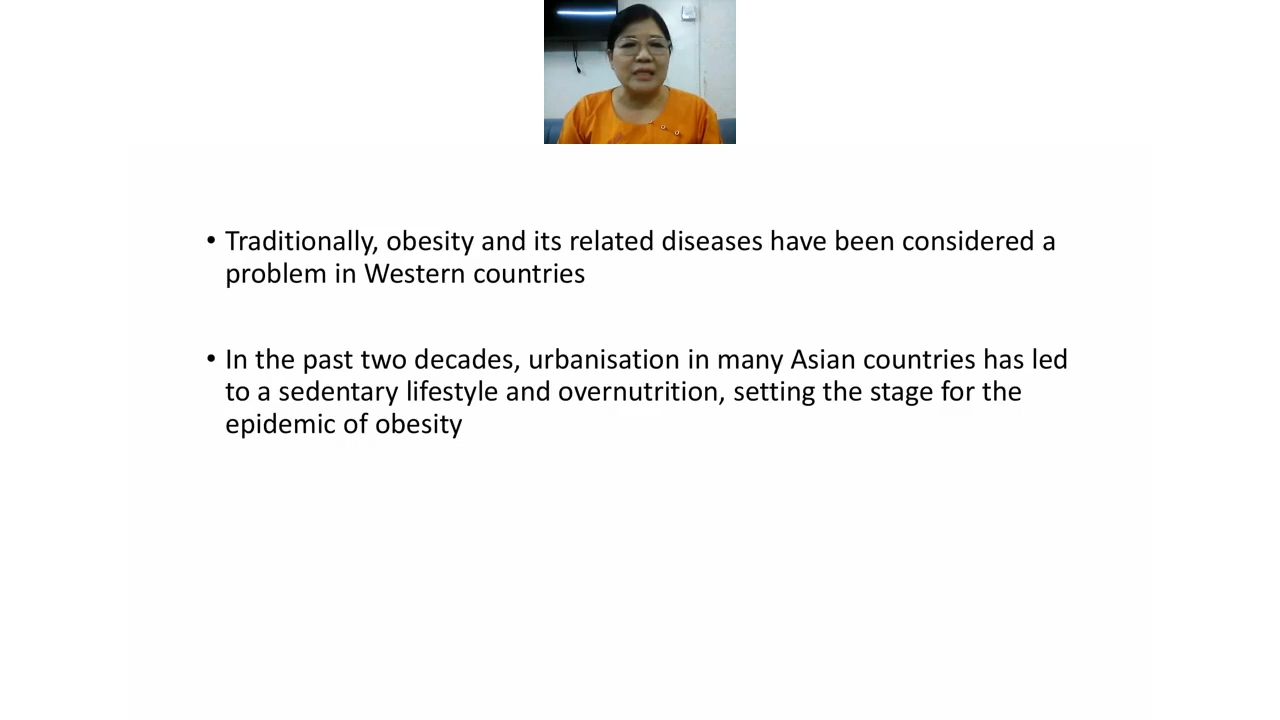 • Traditionally, obesity and its related diseases have been considered a
problem in Western countries
• In the past two decades, urbanisation in many Asian countries has led
to a sedentary lifestyle and overnutrition, setting the stage for the
epidemic of obesity